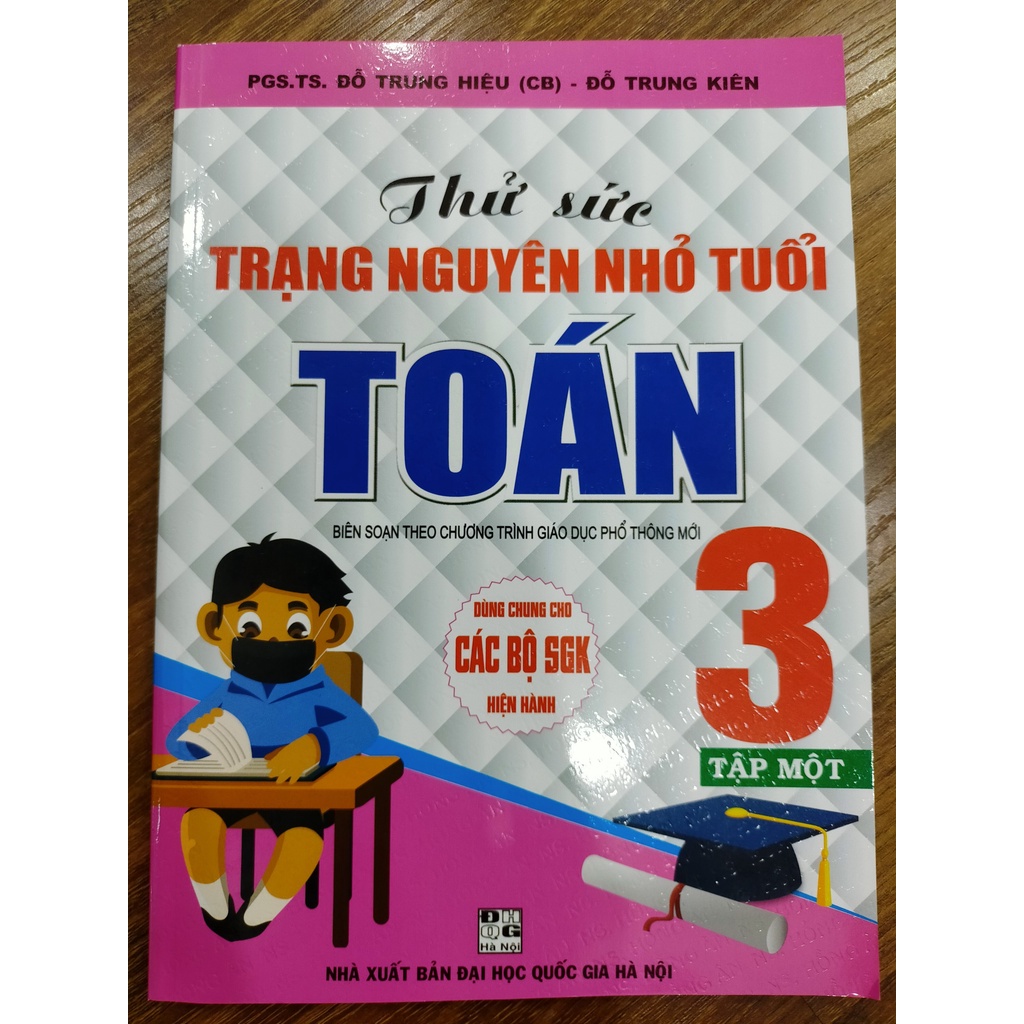 PGS.TS. ĐỖ TRUNG HIỆU (CB) - ĐỖ TRUNG KIÊN
Thử sức
TRẠNG NGUYÊN NHỎ TUỔI
TOÁN
BIÊN SOẠN THEO CHƯƠNG TRÌNH GIÁO DỤC PHỔ THÔNG MỚI
3
DÙNG CHUNG CHO
CÁC BỘ SGK
HIỆN HÀNH
TẬP MỘT
ĐH
QG
Hà Nội
NHÀ XUẤT BẢN ĐẠI HỌC QUỐC GIA HÀ NỘI